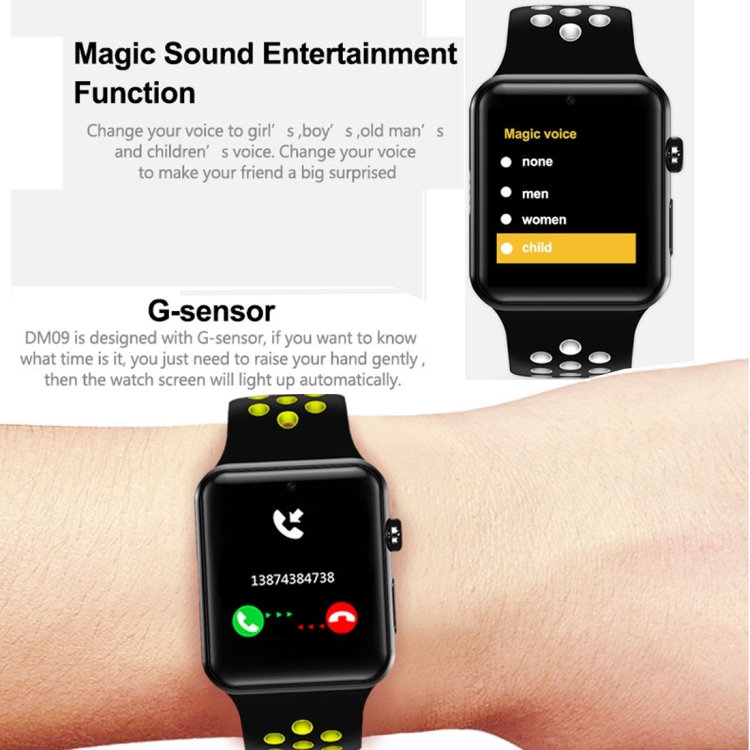 Magic Sound Entertainment
Function
Change your voice to girl’ s ,boy’ s ,old man’ s
and children’ s voice. Change your voice
to make your friend a big surprised
Magic voice
none
men
women
child
G-sensor
DM09 is designed with G-sensor, if you want to know
what time is it, you just need to raise your hand gently ,
then the watch screen will light up automatically.
13874384738